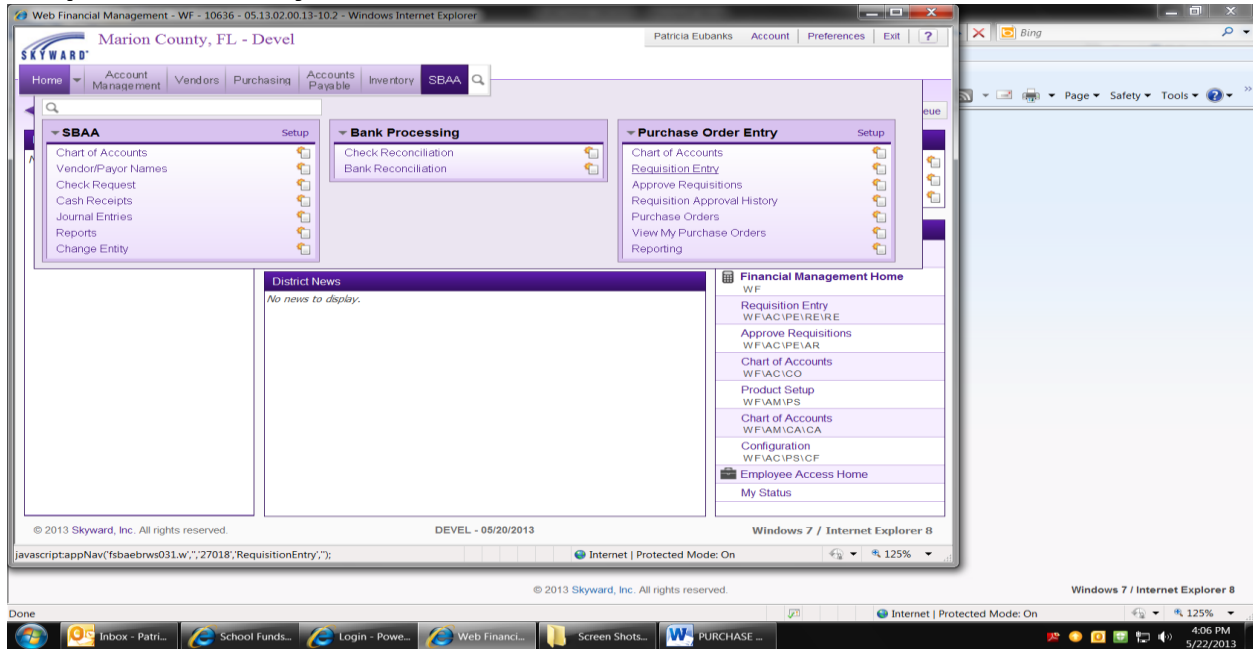 Web Financial Management - WF - 10636 - 05.13.02.00.13-10.2 - Windows Internet Explorer
SKYWARD
Marion County, FL - Devel
Patricia Eubanks Account Preferences Exit ?
Bing
Home Account Management Vendors Purchasing Accounts Payable Inventory SBAA
Page Safety Tools
eue
SBAA Setup
Chart of Accounts
Vendor/Payor Names
Check Request
Cash Receipts
Journal Entries
Reports
Change Entity
Bank Processing
Check Reconciliation
Bank Reconciliation
Purchase Order Entry Setup
Chart of Accounts
Requisition Entry
Approve Requisitions
Requisition Approval History
Purchase Orders
View My Purchase Orders
Reporting
District News
No news to display.
Financial Management Home
WF
Requisition Entry
WF\AC\PE\RE\RE
Approve Requisitions
WF\AC\PE\AR
Chart of Accounts
WF\AC\CO
Product Setup
WF\AM\PS
Chart of Accounts
WF\AM\CA\CA
Configuration
WF\AC\PS\CF
Employee Access Home
My Status
© 2013 Skyward, Inc. All rights reserved. DEVEL - 05/20/2013 Windows 7 / Internet Explorer 8
javascript:appNav('fsbaebrws031.w','','27018','RequisitionEntry',''); Internet | Protected Mode: On 125%
© 2013 Skyward, Inc. All rights reserved. Windows 7 / Internet Explorer 8
Done Internet | Protected Mode: On 125%
Inbox - Patri... School Funds... Login - Powe... Web Financi... Screen Shots... PURCHASE ... 4:06 PM
5/22/2013